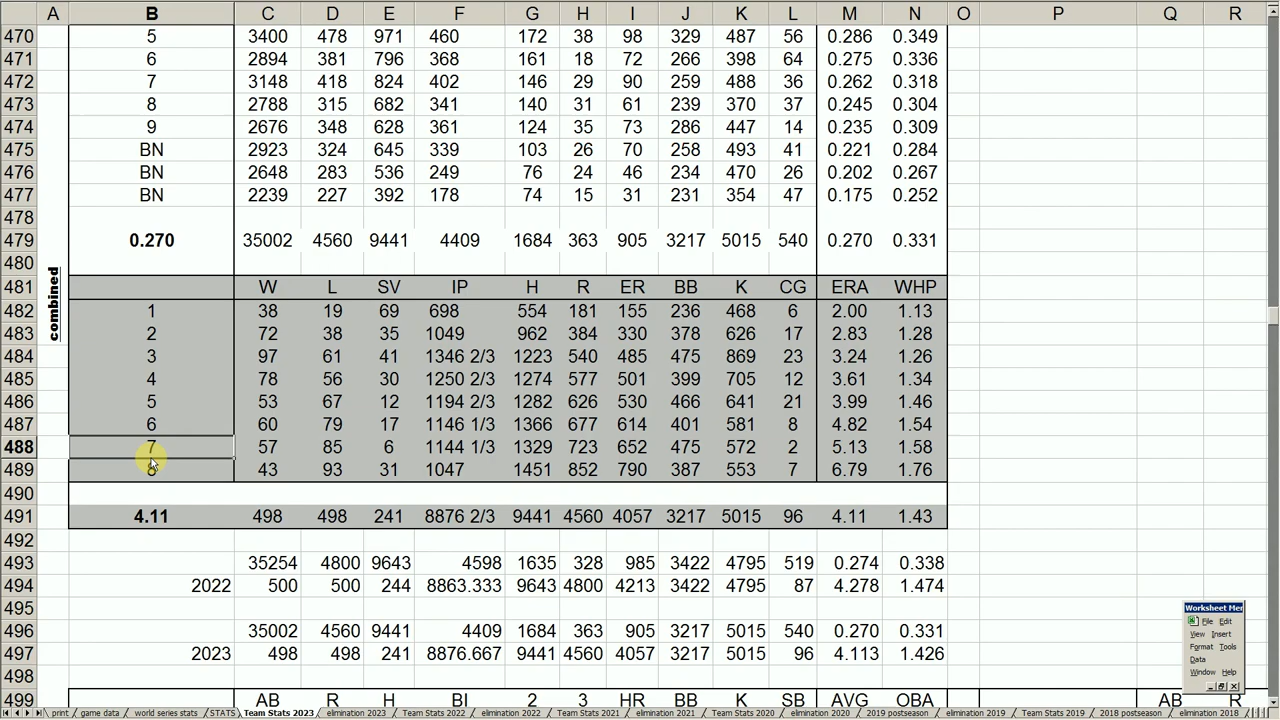 A B C D E F G H I J K L M N O P Q R
470 5 3400 478 971 460 172 38 98 329 487 56 0.286 0.349
471 6 2894 381 796 368 161 18 72 266 398 64 0.275 0.336
472 7 3148 418 824 402 146 29 90 259 488 36 0.262 0.318
473 8 2788 315 682 341 140 31 61 239 370 37 0.245 0.304
474 9 2676 348 628 361 124 35 73 286 447 14 0.235 0.309
475 BN 2923 324 645 339 103 26 70 258 493 41 0.221 0.284
476 BN 2648 283 536 249 76 24 46 234 470 26 0.202 0.267
477 BN 2239 227 392 178 74 15 31 231 354 47 0.175 0.252
478
479 0.270 35002 4560 9441 4409 1684 363 905 3217 5015 540 0.270 0.331
480
combined
481 W L SV IP H R ER BB K CG ERA WHP
482 1 38 19 69 698 554 181 155 236 468 6 2.00 1.13
483 2 72 38 35 1049 962 384 330 378 626 17 2.83 1.28
484 3 97 61 41 1346 2/3 1223 540 485 475 869 23 3.24 1.26
485 4 78 56 30 1250 2/3 1274 577 501 399 705 12 3.61 1.34
486 5 53 67 12 1194 2/3 1282 626 530 466 641 21 3.99 1.46
487 6 60 79 17 1146 1/3 1366 677 614 401 581 8 4.82 1.54
488 7 57 85 6 1144 1/3 1329 723 652 475 572 2 5.13 1.58
489 8 43 93 31 1047 1451 852 790 387 553 7 6.79 1.76
490
491 4.11 498 498 241 8876 2/3 9441 4560 4057 3217 5015 96 4.11 1.43
492
493 35254 4800 9643 4598 1635 328 985 3422 4795 519 0.274 0.338
494 2022 500 500 244 8863.333 9643 4800 4213 3422 4795 87 4.278 1.474
495
496 35002 4560 9441 4409 1684 363 905 3217 5015 540 0.270 0.331
497 2023 498 498 241 8876.667 9441 4560 4057 3217 5015 96 4.113 1.426
498
499 AB R H BI 2 3 HR BB K SB AVG OBA AB R
Worksheet Mer
File Edit
View Insert
Format Tools
Data
Window Help
print game data world series stats STATS Team Stats 2023 elimination 2023 Team Stats 2022 elimination 2022 Team Stats 2021 elimination 2021 Team Stats 2020 elimination 2020 2019 postseason elimination 2019 Team Stats 2019 2018 postseason elimination 2018